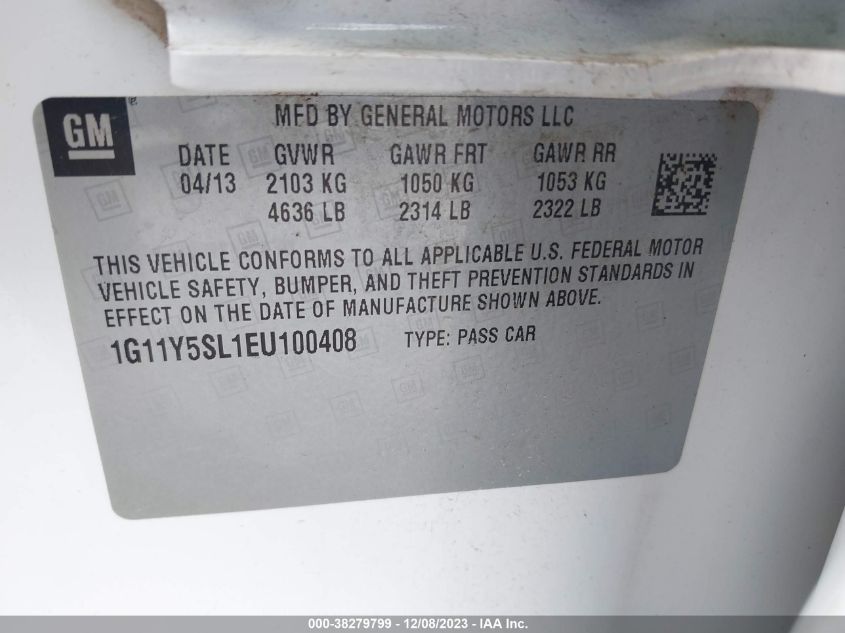 GM
MFD BY GENERAL MOTORS LLC
DATE GVWR GAWR FRT GAWR RR
04/13 2103 KG 1050 KG 1053 KG
4636 LB 2314 LB 2322 LB
THIS VEHICLE CONFORMS TO ALL APPLICABLE U.S. FEDERAL MOTOR
VEHICLE SAFETY, BUMPER, AND THEFT PREVENTION STANDARDS IN
EFFECT ON THE DATE OF MANUFACTURE SHOWN ABOVE.
1G11Y5SL1EU100408 TYPE: PASS CAR
000-38279799 - 12/08/2023 - IAA Inc.